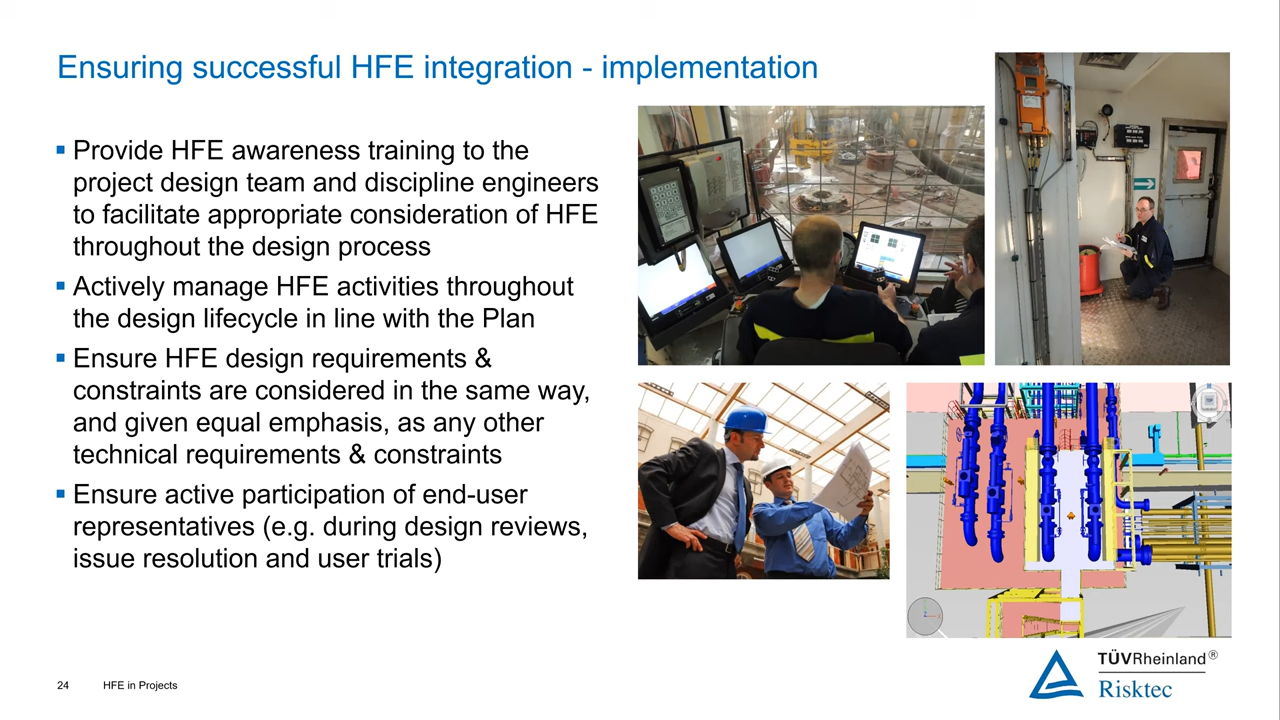 Ensuring successful HFE integration - implementation
▪ Provide HFE awareness training to the
project design team and discipline engineers
to facilitate appropriate consideration of HFE
throughout the design process
▪ Actively manage HFE activities throughout
the design lifecycle in line with the Plan
▪ Ensure HFE design requirements &
constraints are considered in the same way,
and given equal emphasis, as any other
technical requirements & constraints
▪ Ensure active participation of end-user
representatives (e.g. during design reviews,
issue resolution and user trials)
24 HFE in Projects
TÜVRheinland®
Risktec